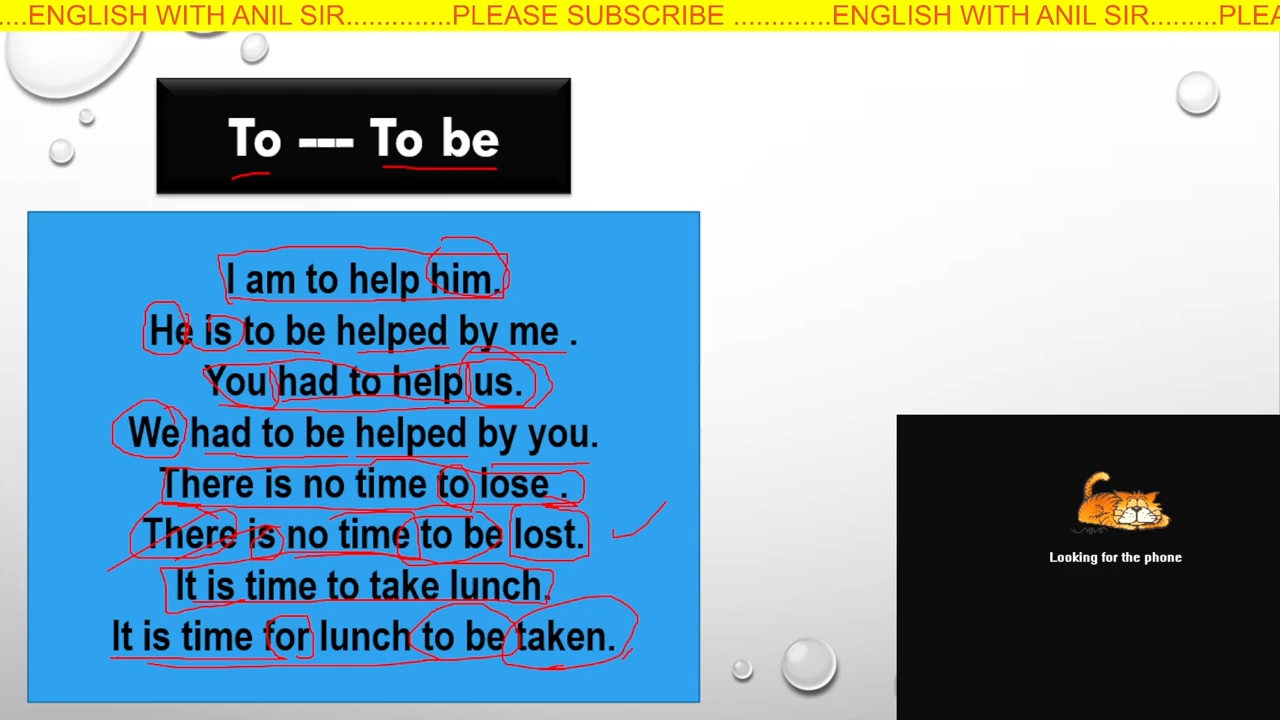 ....ENGLISH WITH ANIL SIR.............PLEASE SUBSCRIBE ............ENGLISH WITH ANIL SIR.........PLEA
To --- To be
I am to help him.
He is to be helped by me .
You had to help us.
We had to be helped by you.
There is no time to lose .
There is no time to be lost.
It is time to take lunch.
It is time for lunch to be taken.
Looking for the phone